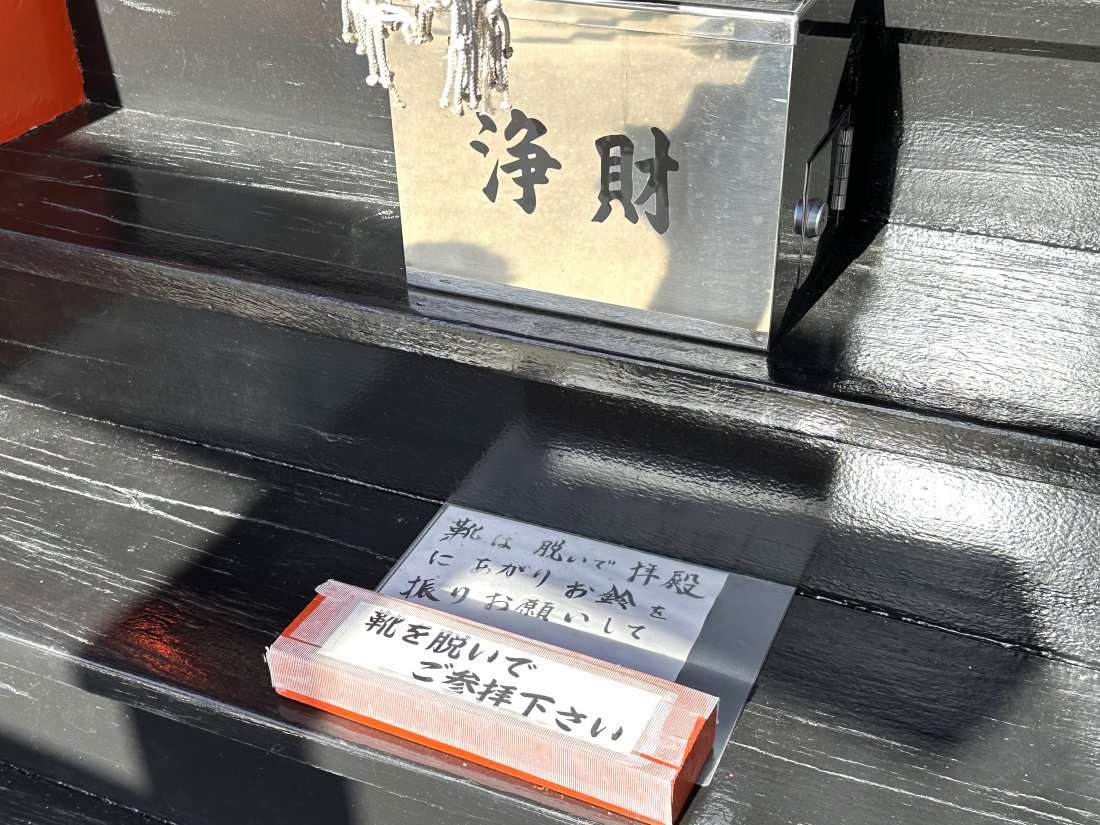 浄財
靴は脱いで拝殿
にあがりお鈴を
振りお願いして
靴を脱いで
ご参拝下さい